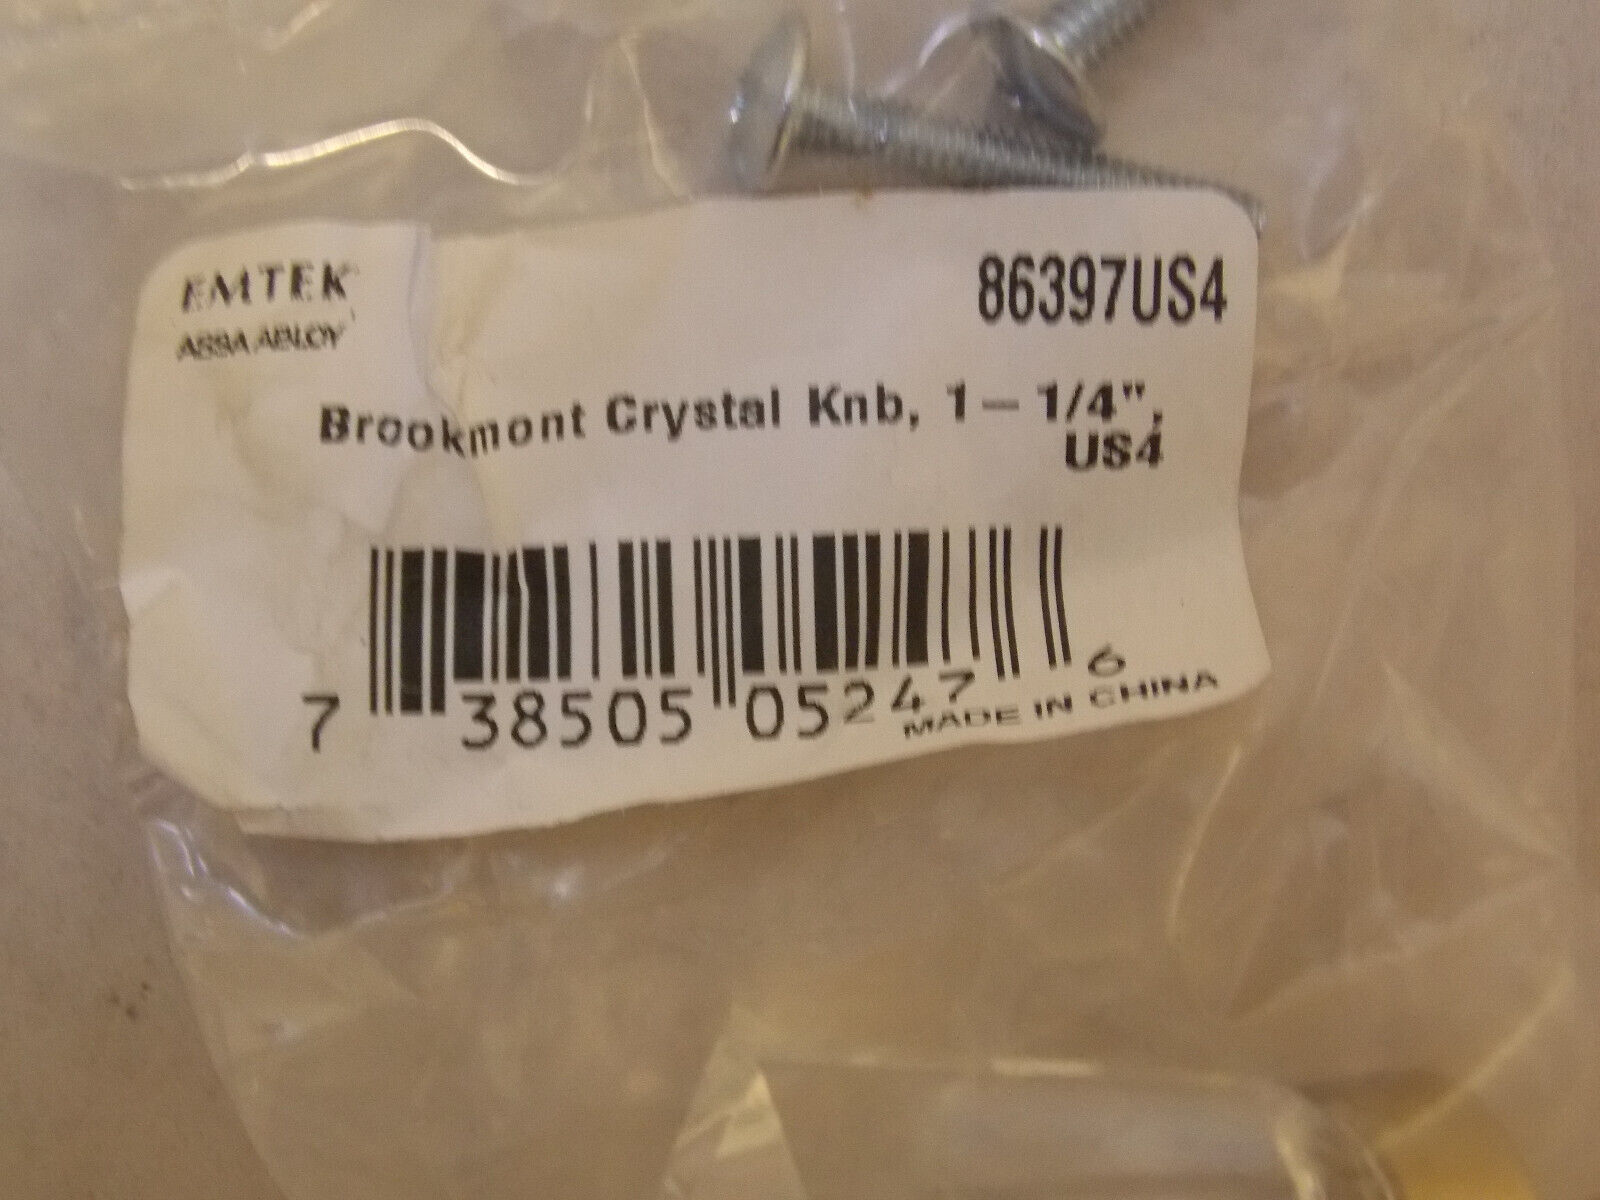 EMTEK
ASSA ABLOY
86397US4
Brookmont Crystal Knb, 1-1/4",
US4
7 38505 05247 6
MADE IN CHINA